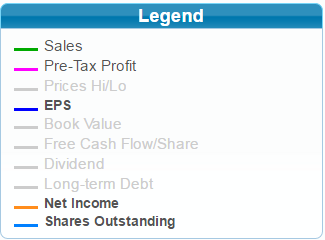 Legend
Sales
Pre-Tax Profit
Prices Hi/Lo
EPS
Book Value
Free Cash Flow/Share
Dividend
Long-term Debt
Net Income
Shares Outstanding